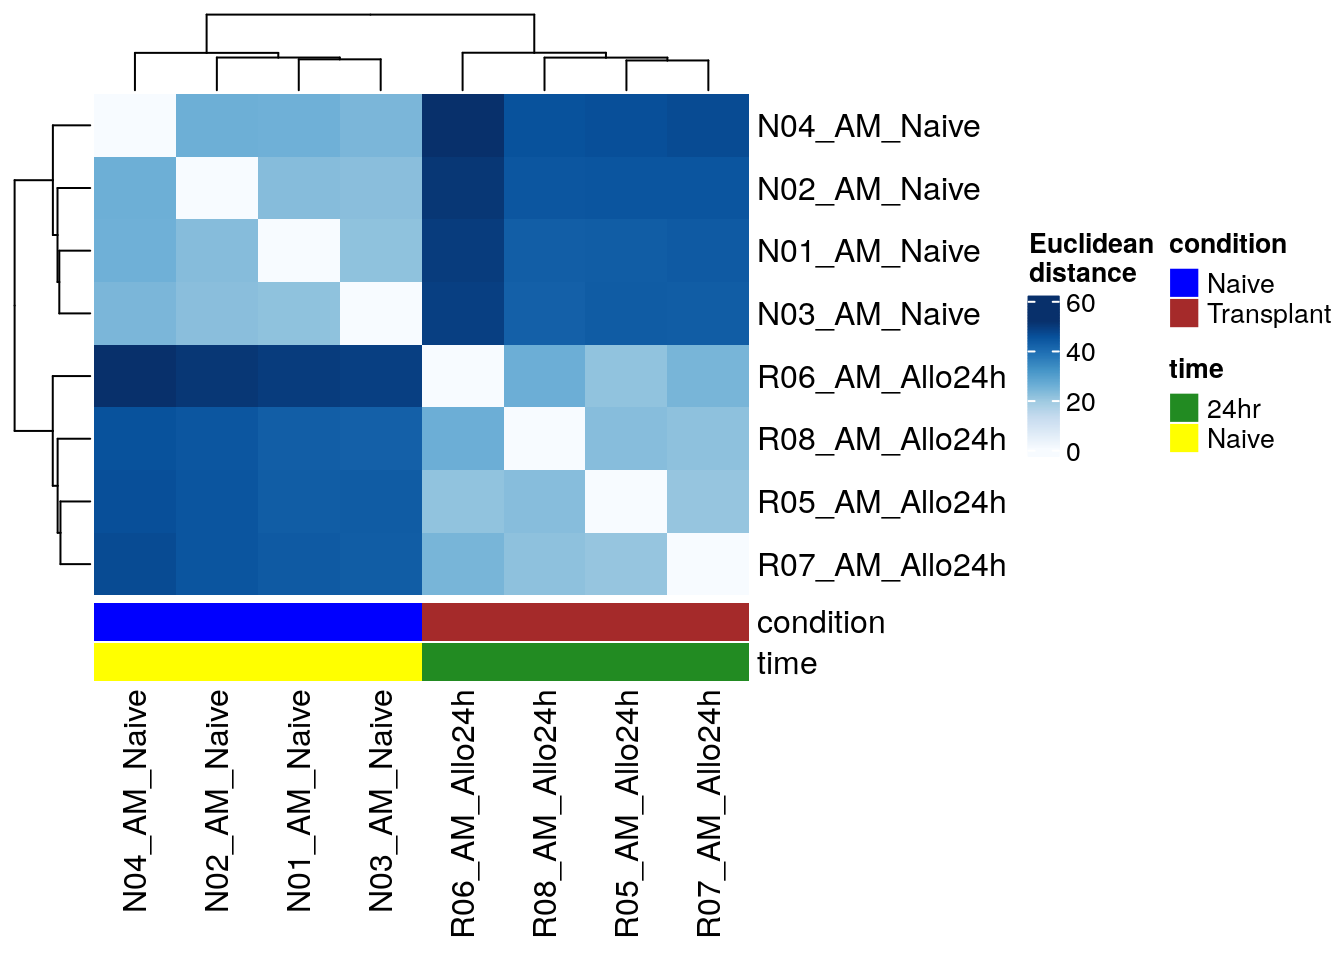 N04_AM_Naive
N02_AM_Naive
N01_AM_Naive
N03_AM_Naive
R06_AM_Allo24h
R08_AM_Allo24h
R05_AM_Allo24h
R07_AM_Allo24h
condition
time
N04_AM_Naive
N02_AM_Naive
N01_AM_Naive
N03_AM_Naive
R06_AM_Allo24h
R08_AM_Allo24h
R05_AM_Allo24h
R07_AM_Allo24h
Euclidean
distance
60
40
20
0
condition
Naive
Transplant
time
24hr
Naive